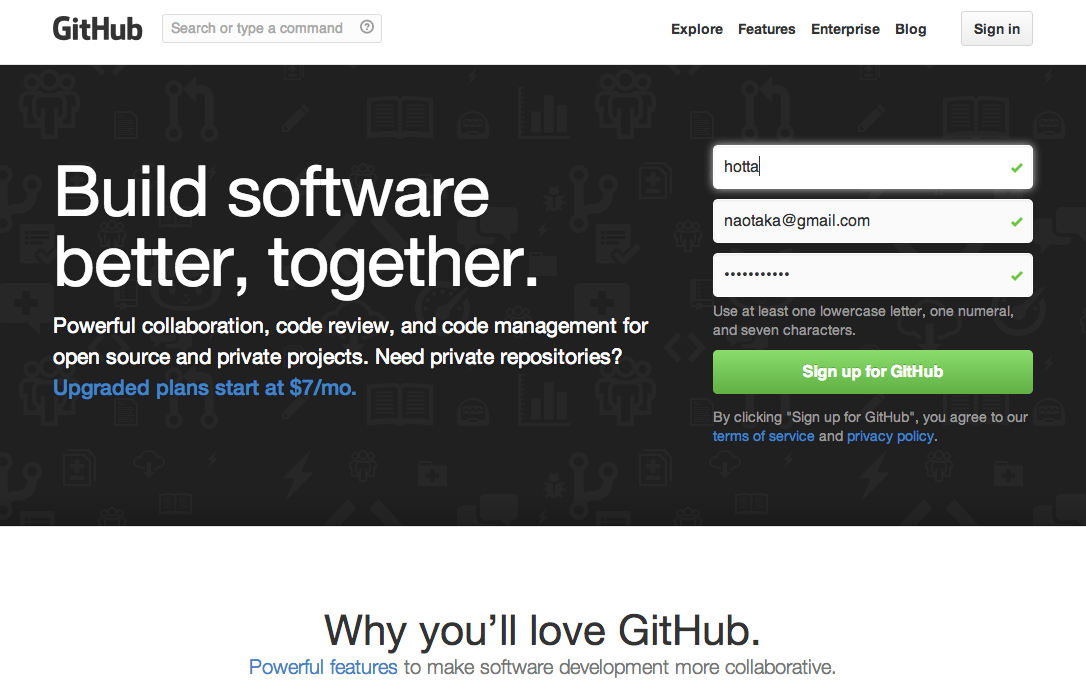 GitHub
Search or type a command
Explore Features Enterprise Blog Sign in
Build software
better, together.
Powerful collaboration, code review, and code management for
open source and private projects. Need private repositories?
Upgraded plans start at $7/mo.
hotta
naotaka@gmail.com
•••••••••••
Use at least one lowercase letter, one numeral,
and seven characters.
Sign up for GitHub
By clicking "Sign up for GitHub", you agree to our
terms of service and privacy policy.
Why you’ll love GitHub.
Powerful features to make software development more collaborative.